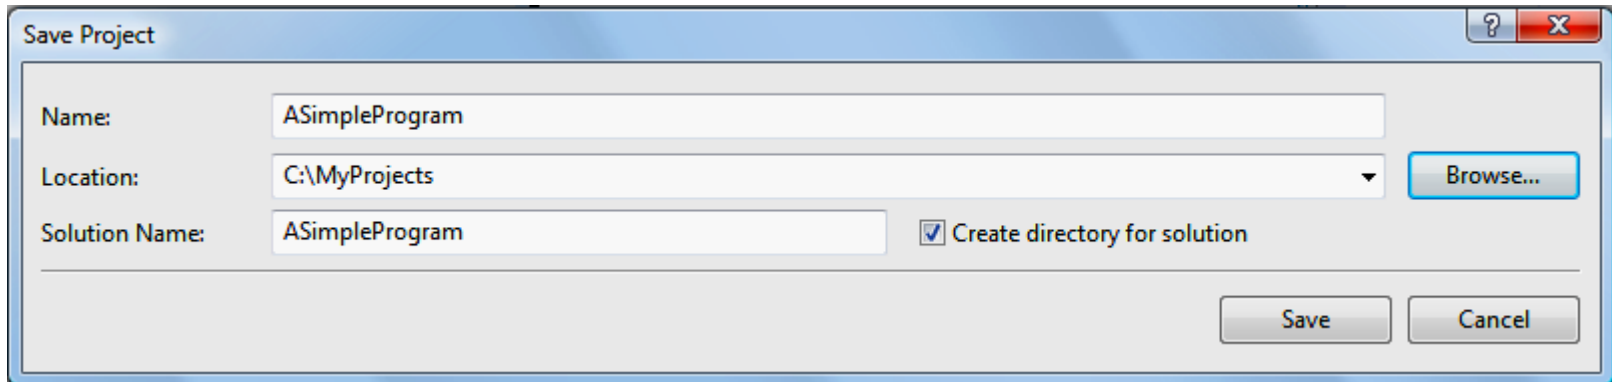 Save Project
?
Name: ASimpleProgram
Location: C:\MyProjects Browse...
Solution Name: ASimpleProgram Create directory for solution
Save Cancel